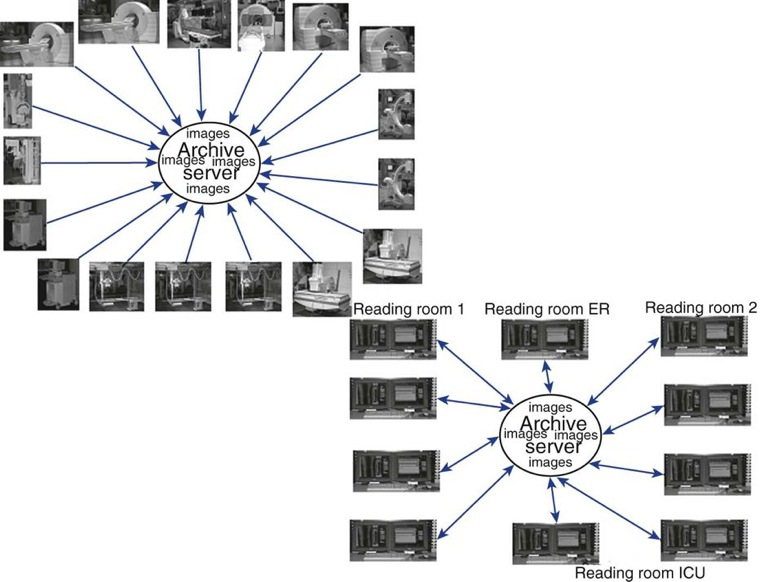 images
Archive
images images
server
images
Reading room 1
Reading room ER
Reading room 2
images
Archive
images images
server
images
Reading room ICU